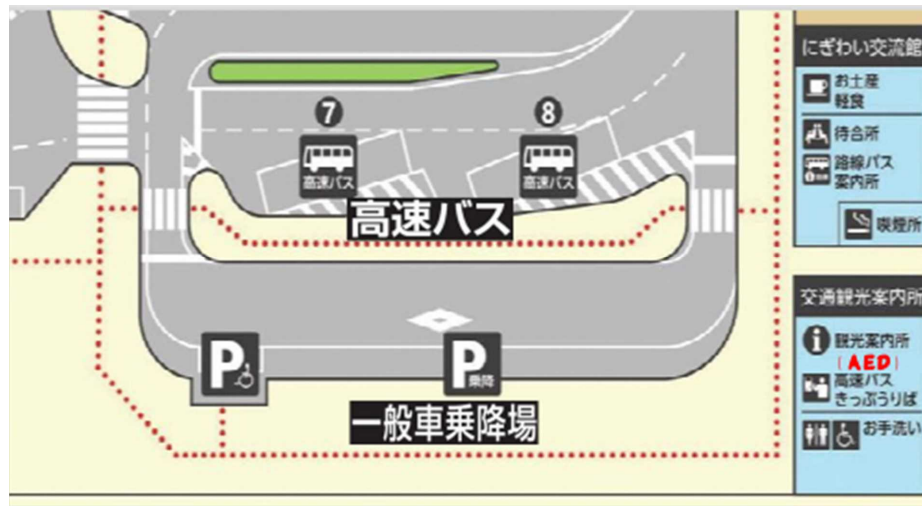 7
8
高速バス
高速バス
高速バス
P
P
乗降
一般車乗降場
にぎわい交流館
お土産
軽食
待合所
路線バス
案内所
喫煙所
交通観光案内所
i
観光案内所
(AED)
高速バス
きっぷうりば
お手洗い